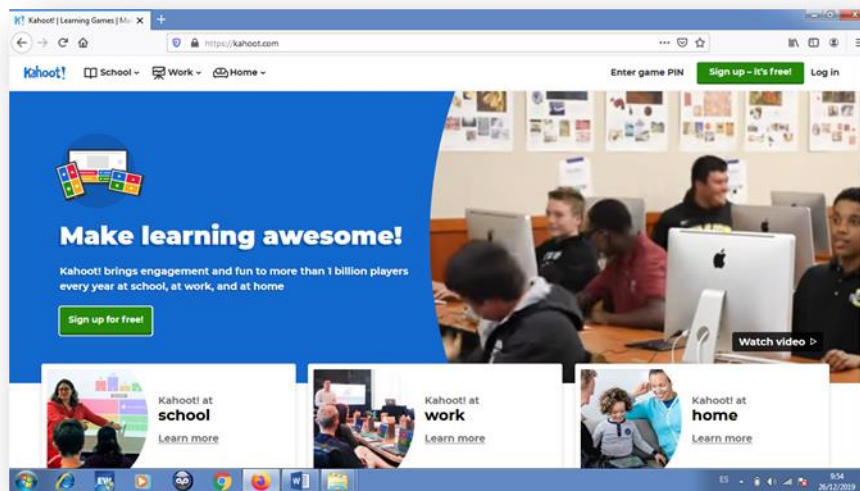 Kahoot! | Learning Games | Ma
https://kahoot.com
Kahoot! School Work Home Enter game PIN Sign up – it's free! Log in
Make learning awesome!
Kahoot! brings engagement and fun to more than 1 billion players
every year at school, at work, and at home
Sign up for free!
Watch video
Kahoot! at
school
Learn more
Kahoot! at
work
Learn more
Kahoot! at
home
Learn more
ES
9:54
26/12/2019